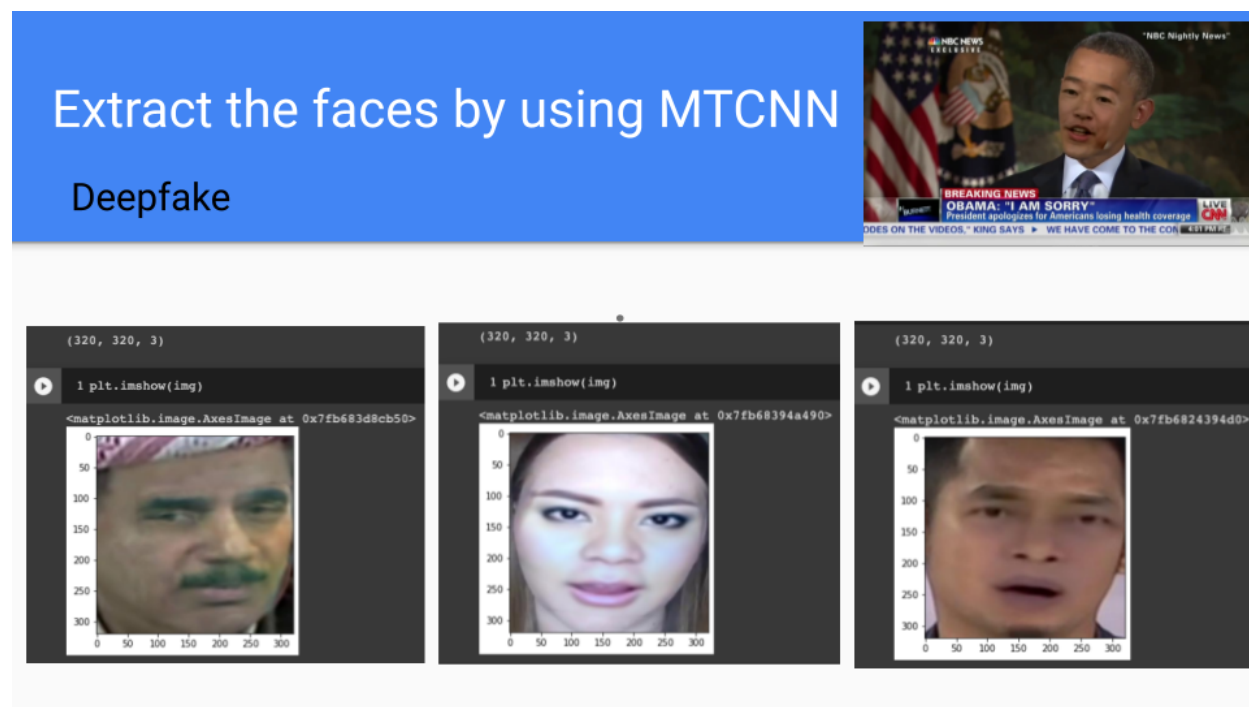 Extract the faces by using MTCNN
Deepfake
NBC NEWS
EXCLUSIVE
"NBC Nightly News"
BREAKING NEWS
OBAMA: "I AM SORRY"
President apologizes for Americans losing health coverage
BURNETT
LIVE
CNN
ODES ON THE VIDEOS," KING SAYS ▸ WE HAVE COME TO THE CON
(320, 320, 3)
1 plt.imshow(img)
<matplotlib.image.AxesImage at 0x7fb683d8cb50>
0
50
100
150
200
250
300
0 50 100 150 200 250 300
(320, 320, 3)
1 plt.imshow(img)
<matplotlib.image.AxesImage at 0x7fb68394a490>
0
50
100
150
200
250
300
0 50 100 150 200 250 300
(320, 320, 3)
1 plt.imshow(img)
<matplotlib.image.AxesImage at 0x7fb6824394d0>
0
50
100
150
200
250
300
0 50 100 150 200 250 300